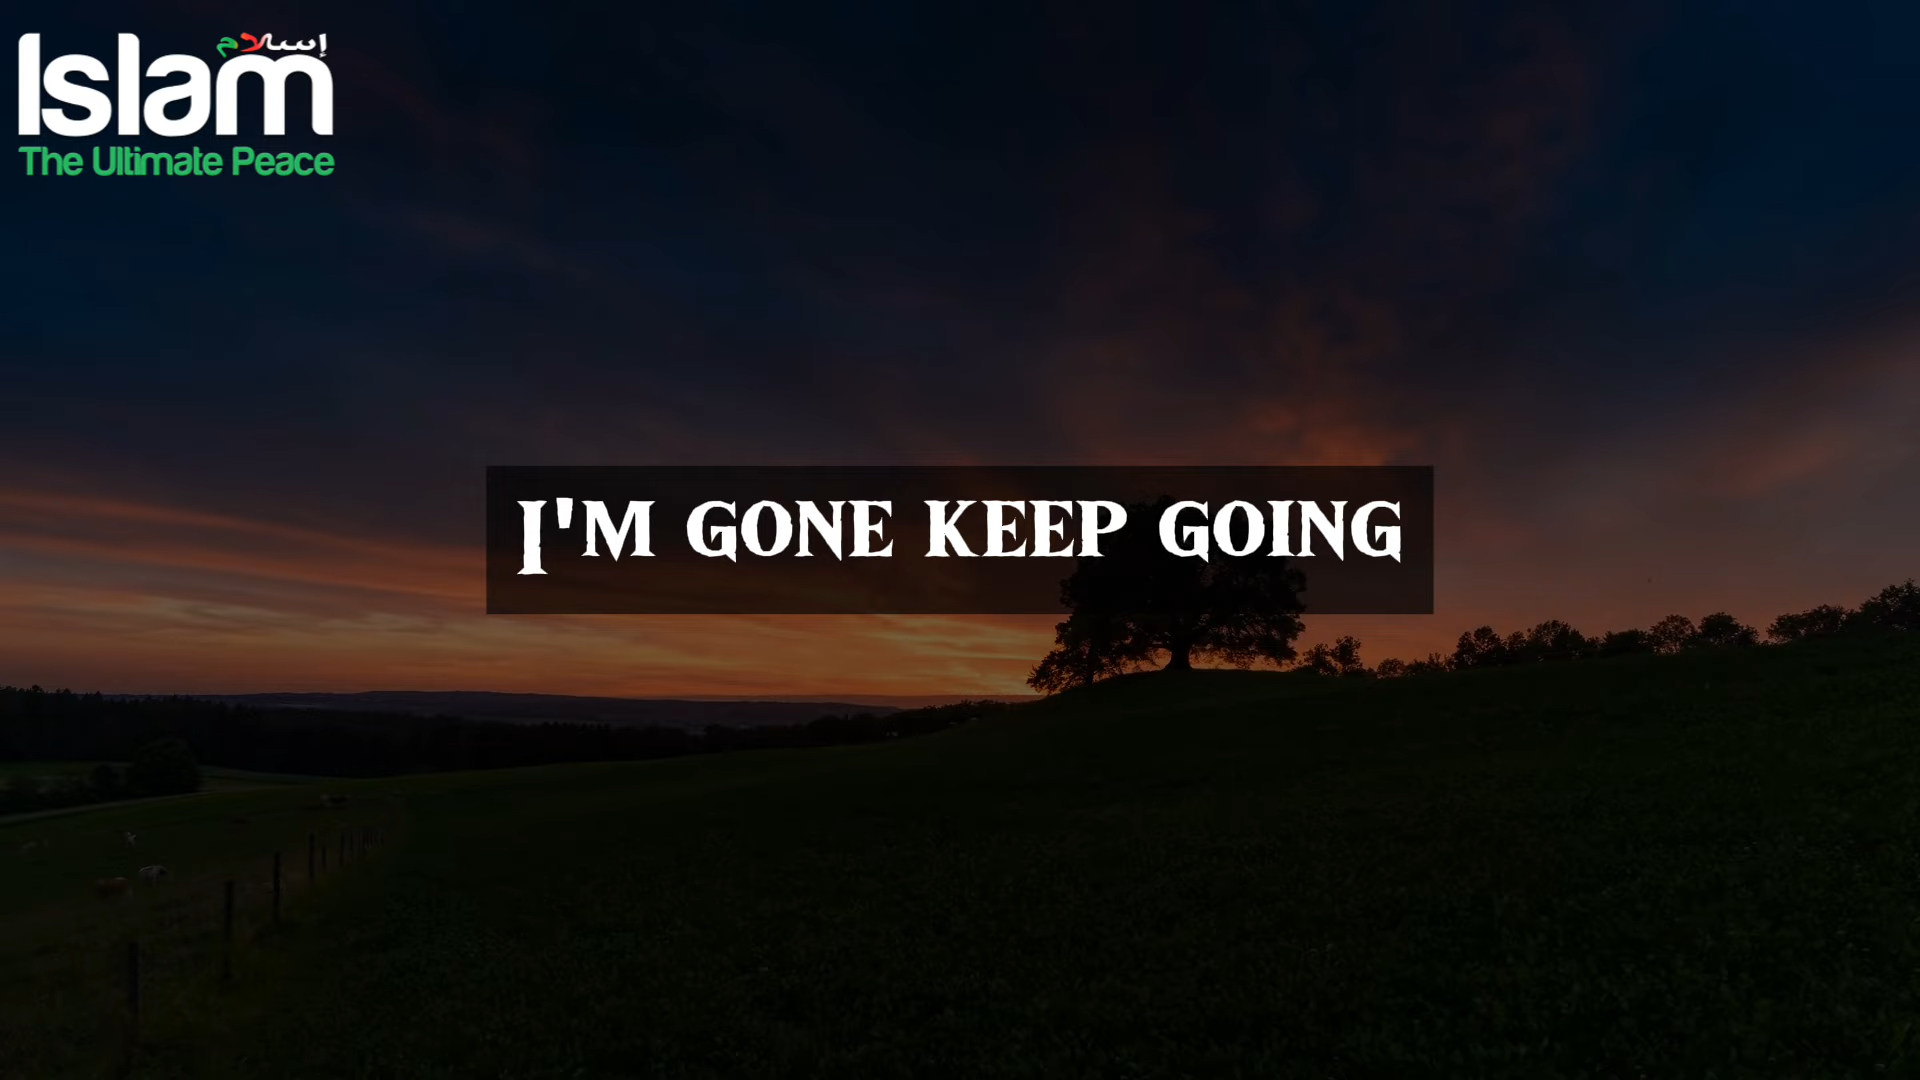 إسلام
Islam
The Ultimate Peace
I'm gone keep going